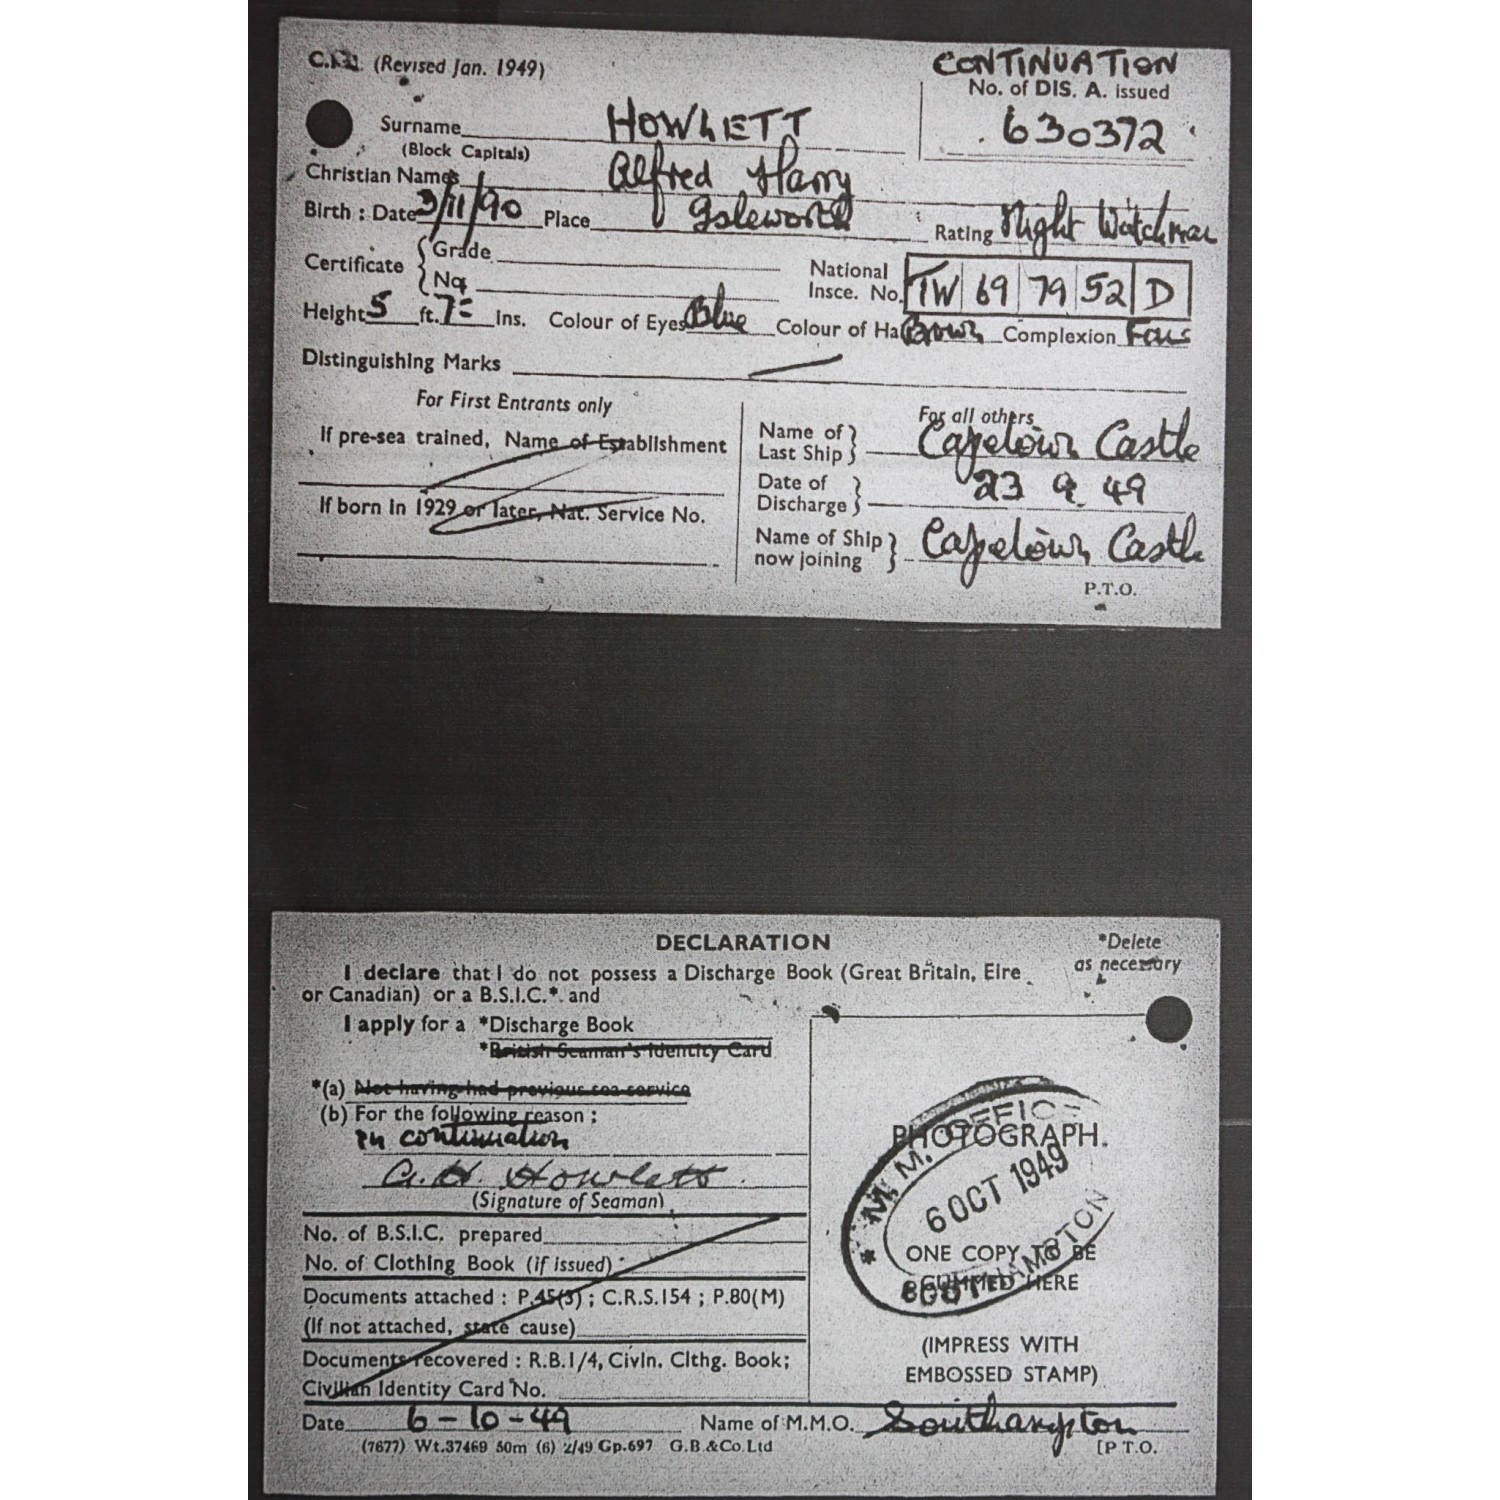 (Revised Jan. 1949)
CONTINUATION
No. of DIS. A. issued
630372
Surname HOWLETT
(Block Capitals)
Christian Names Alfred Harry
Birth : Date 3/11/90 Place Isleworth
Rating Night Watchman
Certificate { Grade
{ No.
National
Insce. No. TW 69 79 52 D
Height 5 ft. 7 ins. Colour of Eyes Blue Colour of Ha Brown Complexion Fair
Distinguishing Marks —
For First Entrants only
If pre-sea trained, Name of Establishment
If born in 1929 or later, Nat. Service No.
For all others
Name of }
Last Ship } Capetown Castle
Date of }
Discharge } 23 9. 49
Name of Ship }
now joining } Capetown Castle
P.T.O.
DECLARATION
*Delete
as necessary
I declare that I do not possess a Discharge Book (Great Britain, Eire
or Canadian) or a B.S.I.C.* and
I apply for a *Discharge Book
*British Seaman's Identity Card
*(a) Not having had previous sea service
(b) For the following reason :
in continuation
A. H. Howlett
(Signature of Seaman)
No. of B.S.I.C. prepared
No. of Clothing Book (if issued)
Documents attached : P.45(3) ; C.R.S.154 ; P.80(M)
(If not attached, state cause)
Documents recovered : R.B.1/4, Civln. Clthg. Book;
Civilian Identity Card No.
PHOTOGRAPH.
ONE COPY TO BE
GUMMED HERE
(IMPRESS WITH
EMBOSSED STAMP)
* M. M. OFFICE
6 OCT 1949
SOUTHAMPTON
Date 6-10-49 Name of M.M.O. Southampton
(7677) Wt.37469 50m (6) 2/49 Gp.697 G.B.&Co.Ltd
[P T.O.